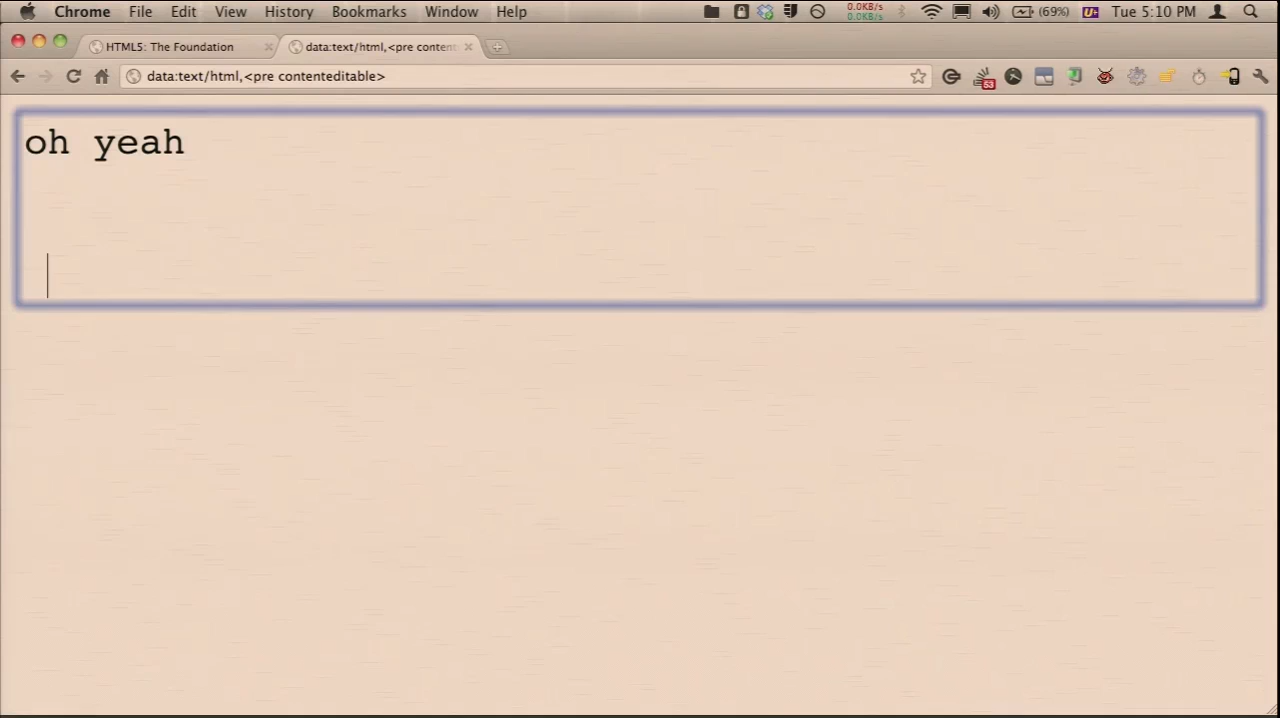 Chrome File Edit View History Bookmarks Window Help 0.0KB/s 0.0KB/s (69%) Tue 5:10 PM
HTML5: The Foundation data:text/html,<pre content
data:text/html,<pre contenteditable> 53
oh yeah